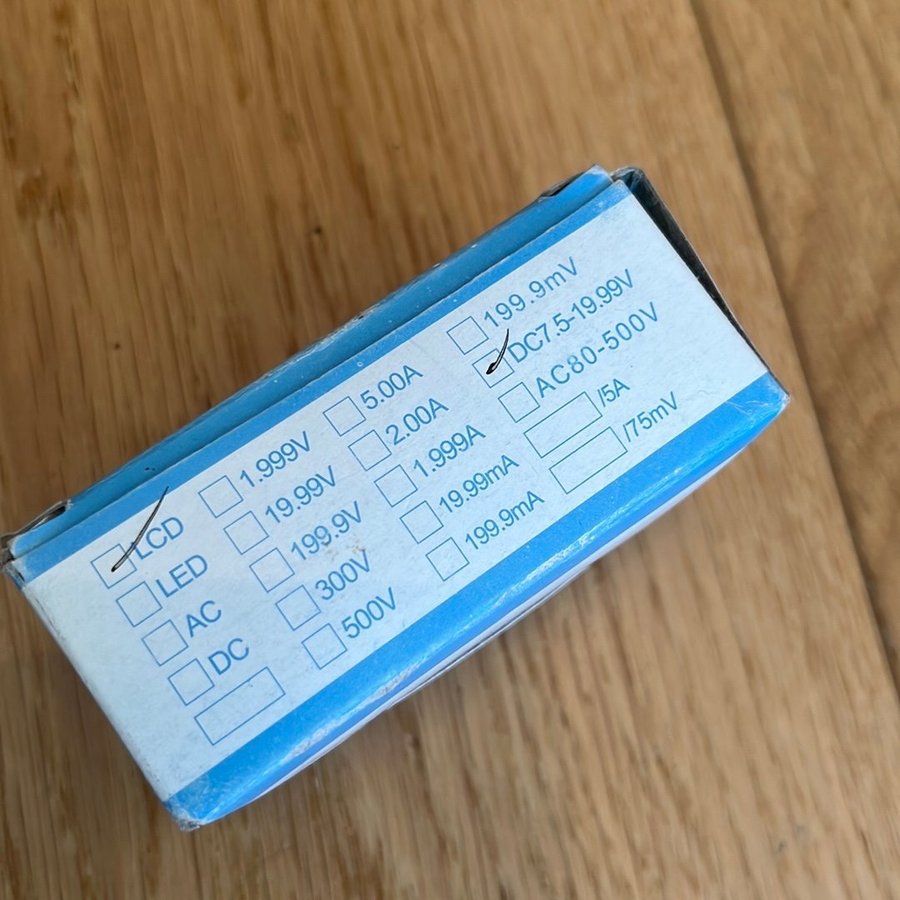 LCD
LED
AC
DC
1.999V
19.99V
199.9V
300V
500V
5.00A
2.00A
1.999A
19.99mA
199.9mA
199.9mV
DC7.5-19.99V
AC80-500V
/5A
/75mV